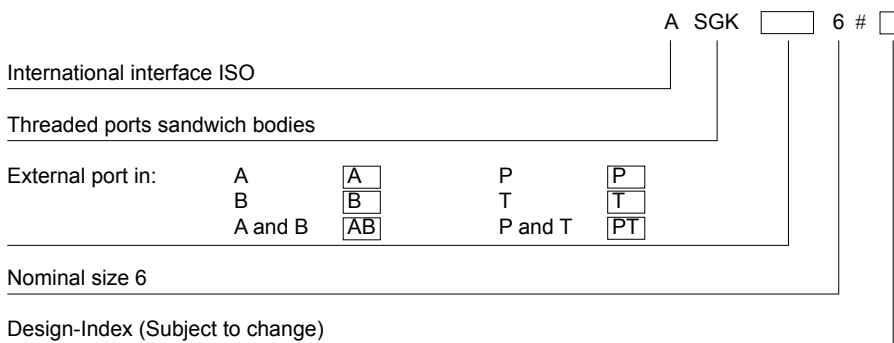 A SGK 6 #
International interface ISO
Threaded ports sandwich bodies
External port in: A A P P
B B T T
A and B AB P and T PT
Nominal size 6
Design-Index (Subject to change)